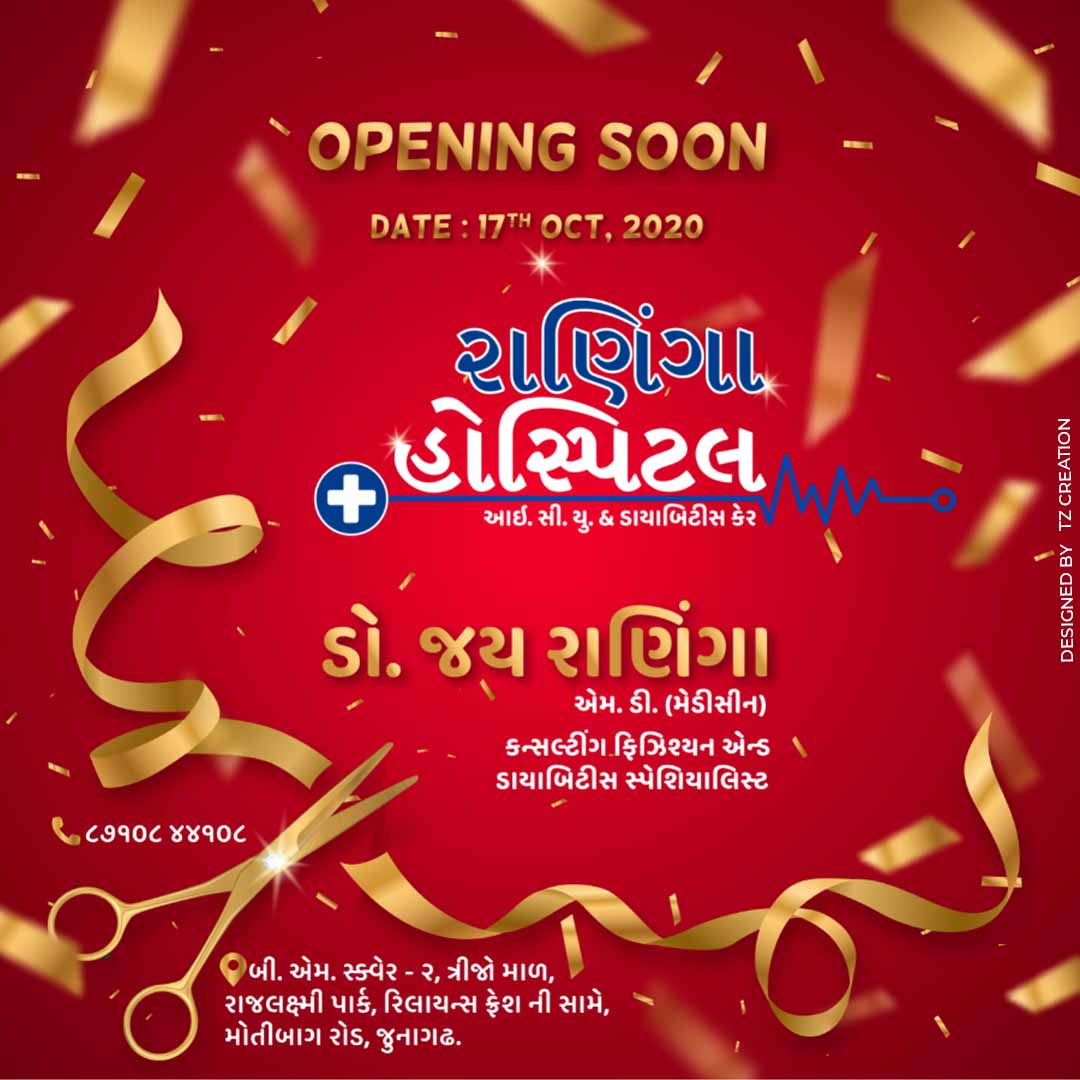 OPENING SOON
DATE : 17TH OCT, 2020
રાણિંગા
હોસ્પિટલ
આઇ. સી. યુ. & ડાયાબિટીસ કેર
ડો. જય રાણિંગા
એમ. ડી. (મેડીસીન)
કન્સલ્ટીંગ ફિઝિશ્યન એન્ડ
ડાયાબિટીસ સ્પેશિયાલિસ્ટ
૮૭૧૦૮ ૪૪૧૦૮
બી. એમ. સ્ક્વેર - ૨, ત્રીજો માળ,
રાજલક્ષ્મી પાર્ક, રિલાયન્સ ફ્રેશ ની સામે,
મોતીબાગ રોડ, જુનાગઢ.
DESIGNED BY TZ CREATION